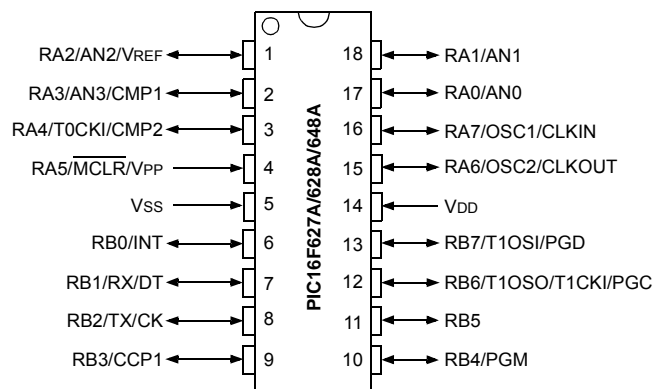 RA2/AN2/VREF 1 18 RA1/AN1
RA3/AN3/CMP1 2 17 RA0/AN0
RA4/T0CKI/CMP2 3 16 RA7/OSC1/CLKIN
RA5/MCLR/VPP 4 15 RA6/OSC2/CLKOUT
VSS 5 14 VDD
RB0/INT 6 13 RB7/T1OSI/PGD
RB1/RX/DT 7 12 RB6/T1OSO/T1CKI/PGC
RB2/TX/CK 8 11 RB5
RB3/CCP1 9 10 RB4/PGM
PIC16F627A/628A/648A